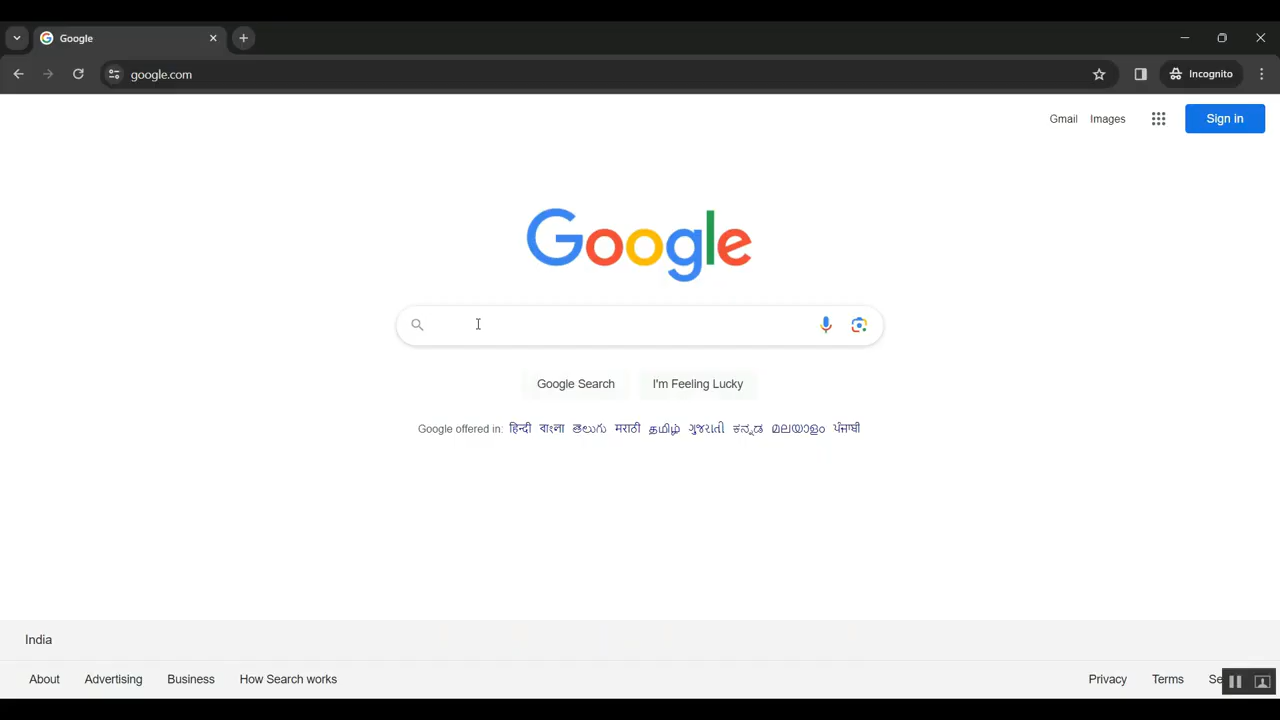 Google
google.com
Incognito
Gmail Images Sign in
Google
Google Search I'm Feeling Lucky
Google offered in: हिन्दी বাংলা తెలుగు मराठी தமிழ் ગુજરાતી ಕನ್ನಡ മലയാളം ਪੰਜਾਬੀ
India
About Advertising Business How Search works Privacy Terms Se